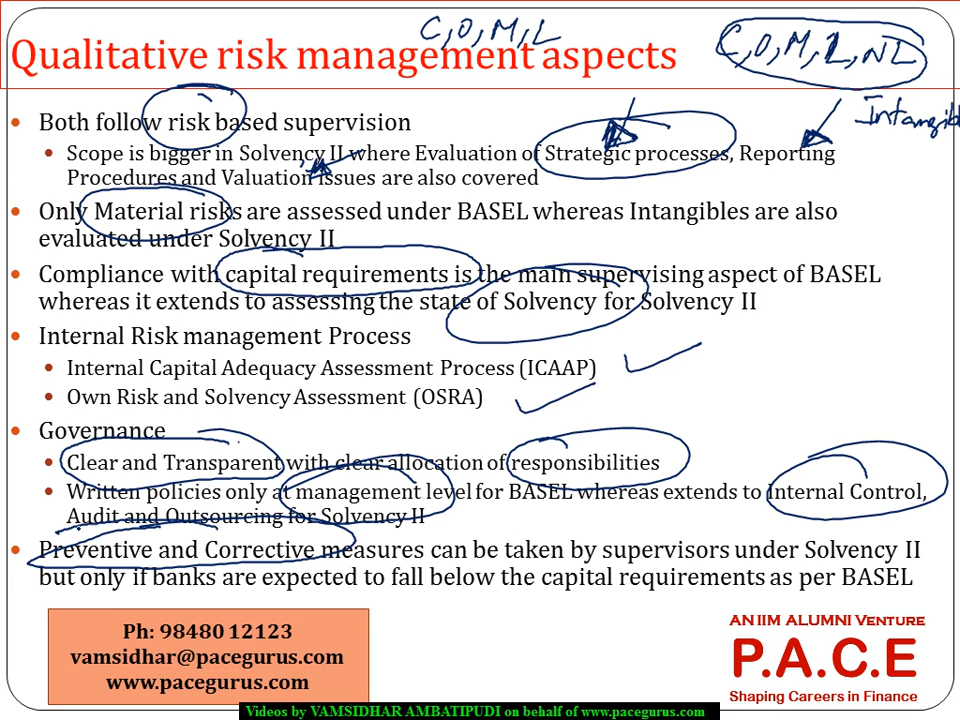 C, O, M, L
Qualitative risk management aspects
C, O, M, L, NL
Intangible
Both follow risk based supervision
Scope is bigger in Solvency II where Evaluation of Strategic processes, Reporting
Procedures and Valuation issues are also covered
Only Material risks are assessed under BASEL whereas Intangibles are also
evaluated under Solvency II
Compliance with capital requirements is the main supervising aspect of BASEL
whereas it extends to assessing the state of Solvency for Solvency II
Internal Risk management Process
Internal Capital Adequacy Assessment Process (ICAAP)
Own Risk and Solvency Assessment (OSRA)
Governance
Clear and Transparent with clear allocation of responsibilities
Written policies only at management level for BASEL whereas extends to Internal Control,
Audit and Outsourcing for Solvency II
Preventive and Corrective measures can be taken by supervisors under Solvency II
but only if banks are expected to fall below the capital requirements as per BASEL
Ph: 98480 12123
vamsidhar@pacegurus.com
www.pacegurus.com
AN IIM ALUMNI VENTURE
P.A.C.E
Shaping Careers in Finance
Videos by VAMSIDHAR AMBATIPUDI on behalf of www.pacegurus.com